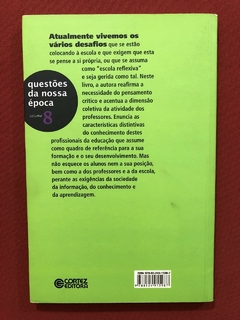 Atualmente vivemos os
vários desafios que se estão
colocando à escola e que exigem que esta
se pense a si própria, ou que se assuma
como "escola reflexiva"
e seja gerida como tal. Neste
livro, a autora reafirma a
necessidade do pensamento
crítico e acentua a dimensão
coletiva da atividade dos
professores. Enuncia as
características distintivas
do conhecimento destes
profissionais da educação que assume
como quadro de referência para a sua
formação e o seu desenvolvimento. Mas
não esquece os alunos nem a sua posição,
bem como a dos professores e a da escola,
perante as exigências da sociedade
da informação, do conhecimento e
da aprendizagem.
questões
da nossa
época
volume 8
CORTEZ
EDITORA